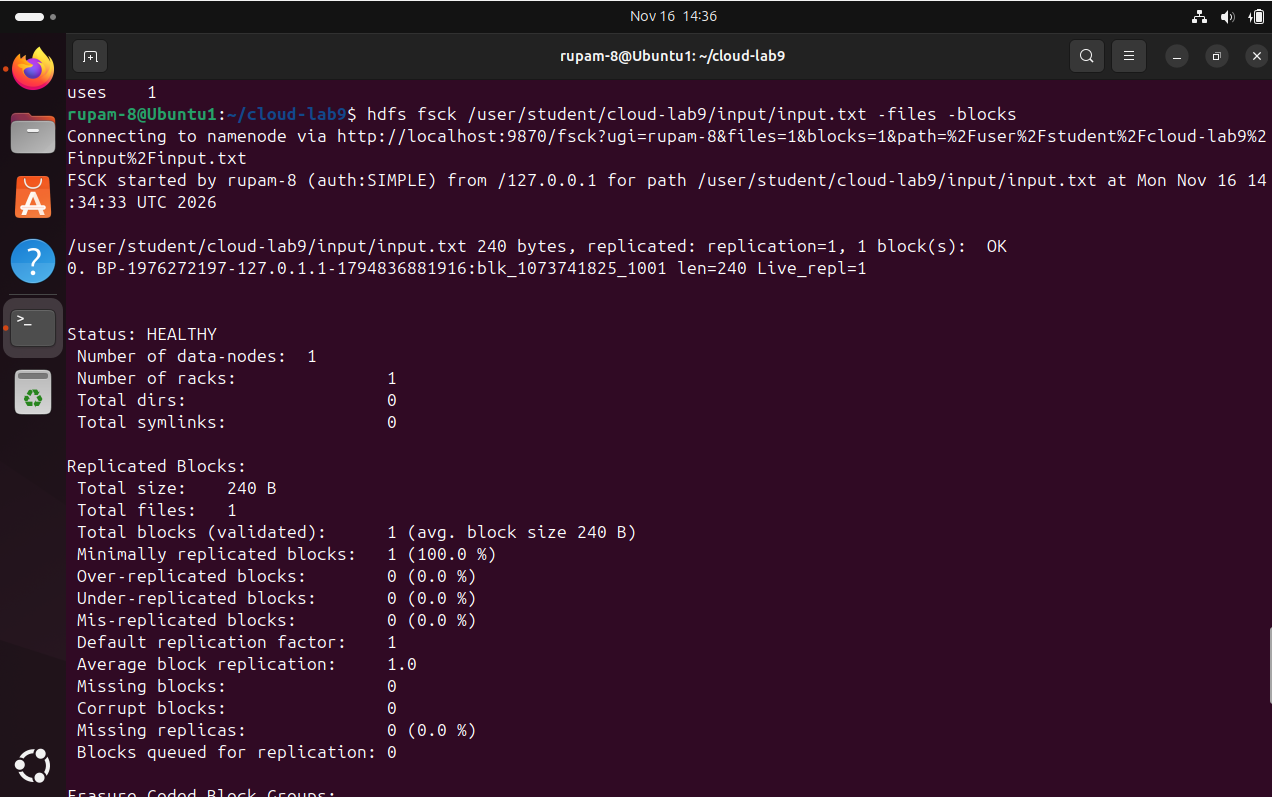 Nov 16 14:36
rupam-8@Ubuntu1: ~/cloud-lab9
uses    1
rupam-8@Ubuntu1:~/cloud-lab9$ hdfs fsck /user/student/cloud-lab9/input/input.txt -files -blocks
Connecting to namenode via http://localhost:9870/fsck?ugi=rupam-8&files=1&blocks=1&path=%2Fuser%2Fstudent%2Fcloud-lab9%2
Finput%2Finput.txt
FSCK started by rupam-8 (auth:SIMPLE) from /127.0.0.1 for path /user/student/cloud-lab9/input/input.txt at Mon Nov 16 14
:34:33 UTC 2026
/user/student/cloud-lab9/input/input.txt 240 bytes, replicated: replication=1, 1 block(s):  OK
0. BP-1976272197-127.0.1.1-1794836881916:blk_1073741825_1001 len=240 Live_repl=1
Status: HEALTHY
 Number of data-nodes:  1
 Number of racks:               1
 Total dirs:                    0
 Total symlinks:                0
Replicated Blocks:
 Total size:    240 B
 Total files:   1
 Total blocks (validated):      1 (avg. block size 240 B)
 Minimally replicated blocks:   1 (100.0 %)
 Over-replicated blocks:        0 (0.0 %)
 Under-replicated blocks:       0 (0.0 %)
 Mis-replicated blocks:         0 (0.0 %)
 Default replication factor:    1
 Average block replication:     1.0
 Missing blocks:                0
 Corrupt blocks:                0
 Missing replicas:              0 (0.0 %)
 Blocks queued for replication: 0
Erasure Coded Block Groups: